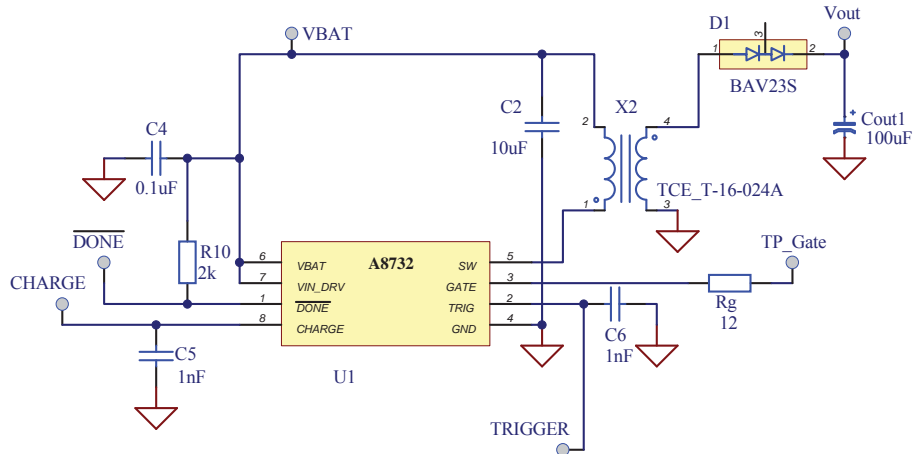 VBAT
D1
Vout
3
1
2
BAV23S
C2
10uF
X2
2
4
1
3
TCE_T-16-024A
+
Cout1
100uF
C4
0.1uF
DONE
R10
2k
CHARGE
A8732
6
VBAT
SW
5
7
VIN_DRV
GATE
3
1
DONE
TRIG
2
8
CHARGE
GND
4
U1
TP_Gate
Rg
12
C6
1nF
C5
1nF
TRIGGER